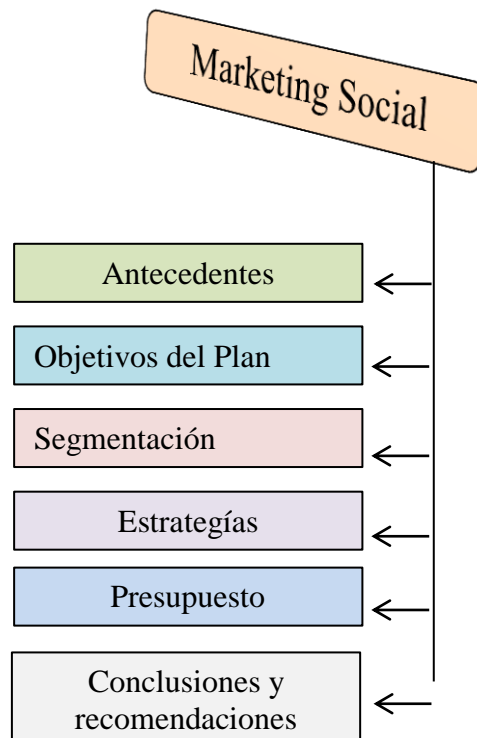 Marketing Social
Antecedentes
Objetivos del Plan
Segmentación
Estrategías
Presupuesto
Conclusiones y
recomendaciones